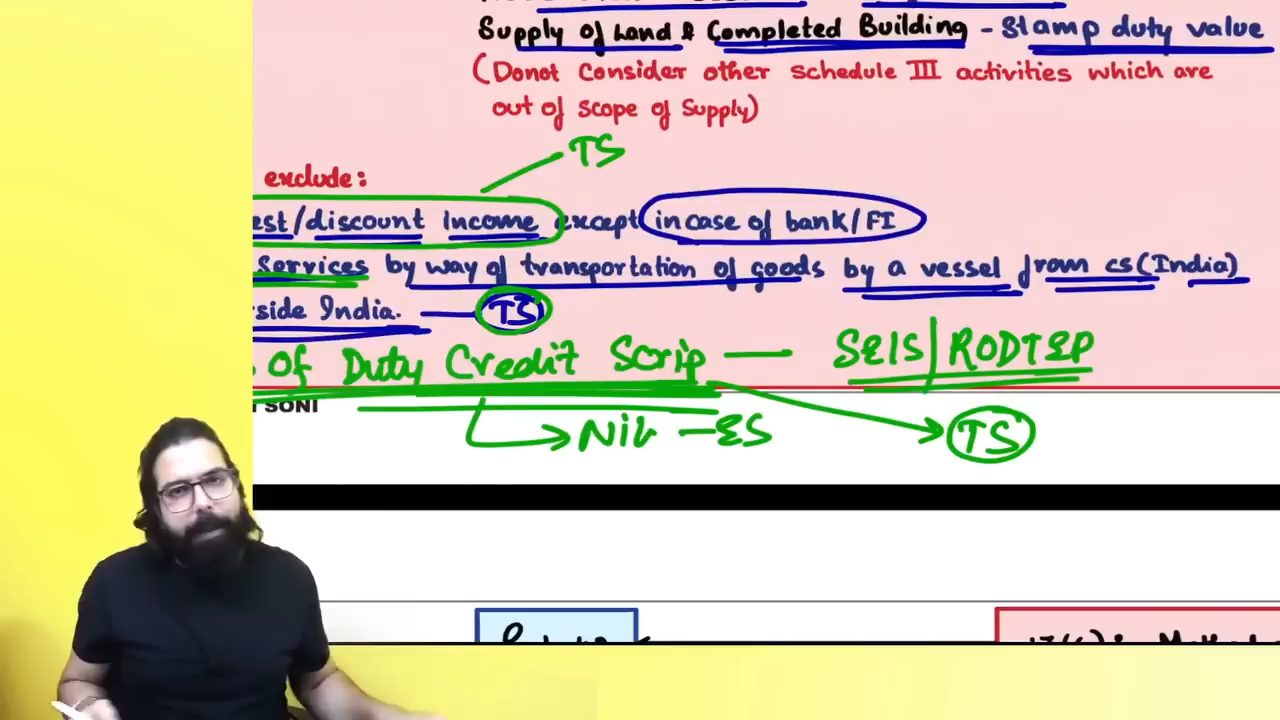 Supply of Land & Completed Building - Stamp duty value
(Donot consider other schedule III activities which are
out of scope of Supply)
TS
exclude:
est/discount Income except incase of bank/FI
Services by way of transportation of goods by a vessel from cs(India)
side India. — TS
Of Duty Credit Scrip — SEIS|RODTEP
SONI
Nil - ES
TS